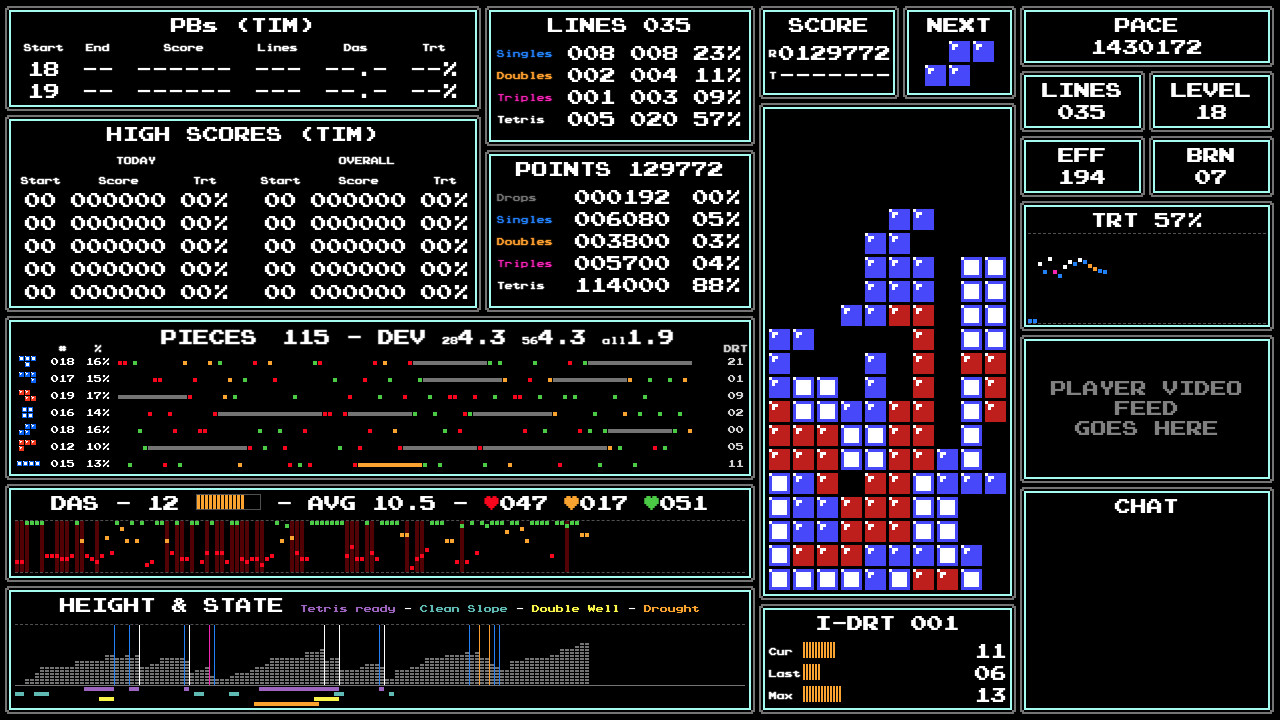 PBs (TIM)
Start End Score Lines Das Trt
18 -- ------ --- --.- --%
19 -- ------ --- --.- --%
HIGH SCORES (TIM)
TODAY OVERALL
Start Score Trt Start Score Trt
00 000000 00% 00 000000 00%
00 000000 00% 00 000000 00%
00 000000 00% 00 000000 00%
00 000000 00% 00 000000 00%
00 000000 00% 00 000000 00%
LINES 035
Singles 008 008 23%
Doubles 002 004 11%
Triples 001 003 09%
Tetris 005 020 57%
POINTS 129772
Drops 000192 00%
Singles 006080 05%
Doubles 003800 03%
Triples 005700 04%
Tetris 114000 88%
PIECES 115 - DEV 28 4.3 56 4.3 all 1.9
# % DRT
018 16% 21
017 15% 01
019 17% 09
016 14% 02
018 16% 00
012 10% 05
015 13% 11
DAS - 12 - AVG 10.5 - 047 017 051
HEIGHT & STATE Tetris ready - Clean Slope - Double Well - Drought
SCORE
R0129772
T-------
NEXT
I-DRT 001
Cur 11
Last 06
Max 13
PACE
1430172
LINES
035
LEVEL
18
EFF
194
BRN
07
TRT 57%
PLAYER VIDEO
FEED
GOES HERE
CHAT